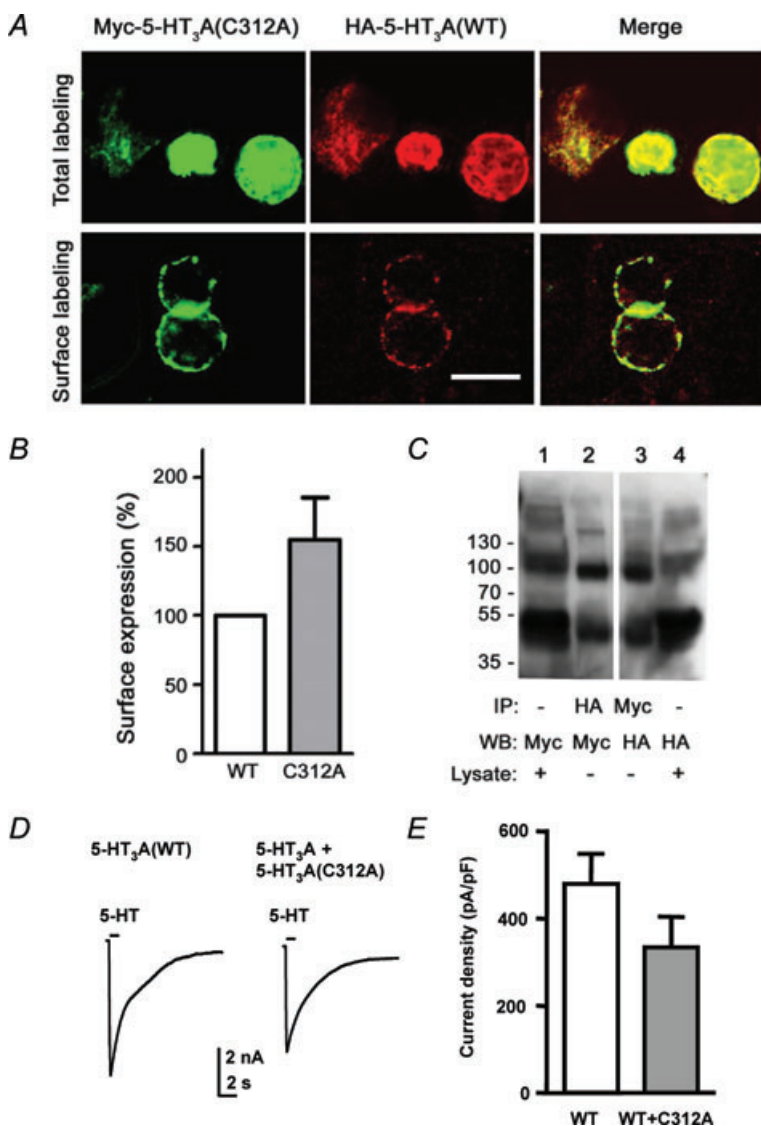 A
Myc-5-HT₃A(C312A) HA-5-HT₃A(WT) Merge
Total labeling
Surface labeling
B
Surface expression (%)
200
150
100
50
0
WT C312A
C
1 2 3 4
130 -
100 -
70 -
55 -
35 -
IP: - HA Myc -
WB: Myc Myc HA HA
Lysate: + - - +
D
5-HT₃A(WT) 5-HT₃A +
5-HT₃A(C312A)
5-HT 5-HT
2 nA
2 s
E
Current density (pA/pF)
600
400
200
0
WT WT+C312A